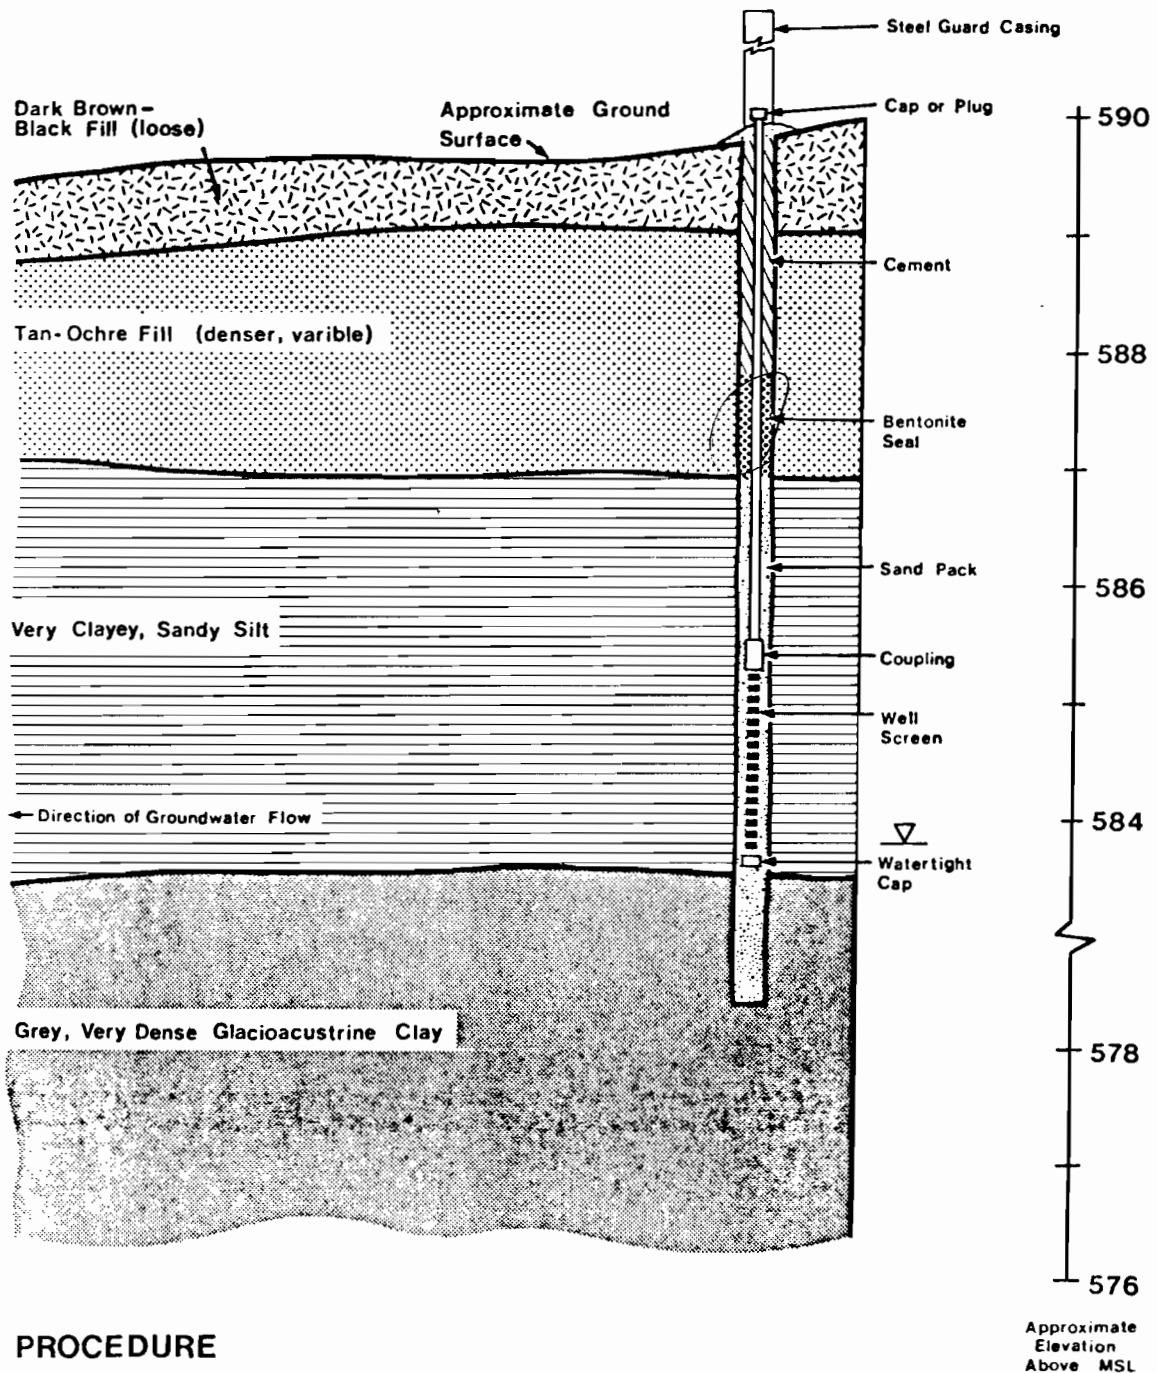 Steel Guard Casing
Dark Brown-
Black Fill (loose)
Approximate Ground
Surface
Cap or Plug
590
Cement
Tan-Ochre Fill (denser, varible)
588
Bentonite
Seal
Sand Pack
586
Very Clayey, Sandy Silt
Coupling
Well
Screen
Direction of Groundwater Flow
584
Watertight
Cap
Grey, Very Dense Glacioacustrine Clay
578
576
PROCEDURE
Approximate
Elevation
Above MSL